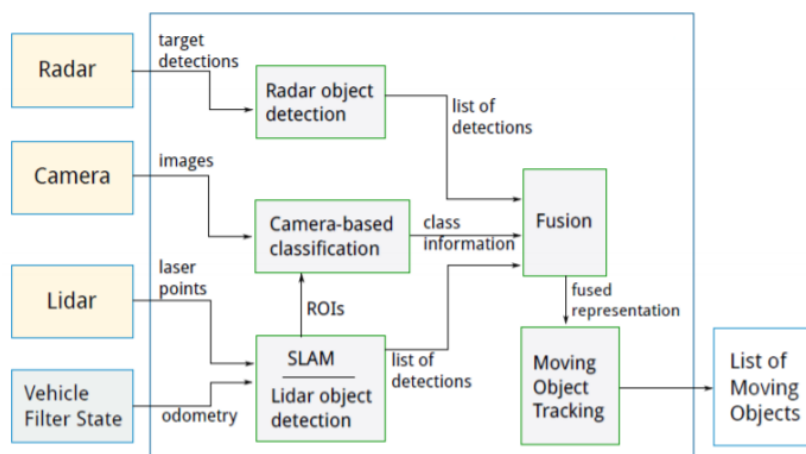 Radar
target
detections
Radar object
detection
list of
detections
Camera
images
Camera-based
classification
class
information
Fusion
Lidar
laser
points
ROIs
fused
representation
SLAM
Lidar object
detection
list of
detections
Moving
Object
Tracking
List of
Moving
Objects
Vehicle
Filter State
odometry